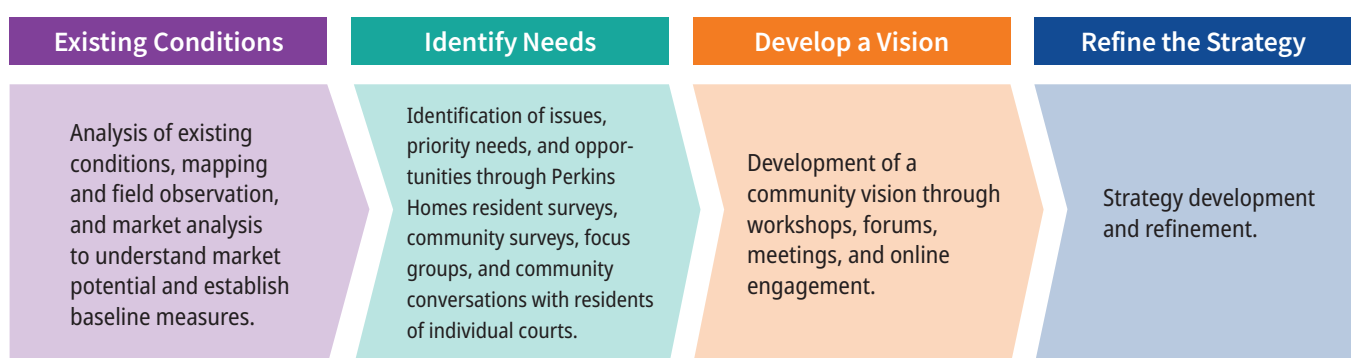 Existing Conditions
Analysis of existing
conditions, mapping
and field observation,
and market analysis
to understand market
potential and establish
baseline measures.
Identify Needs
Identification of issues,
priority needs, and oppor-
tunities through Perkins
Homes resident surveys,
community surveys, focus
groups, and community
conversations with residents
of individual courts.
Develop a Vision
Development of a
community vision through
workshops, forums,
meetings, and online
engagement.
Refine the Strategy
Strategy development
and refinement.